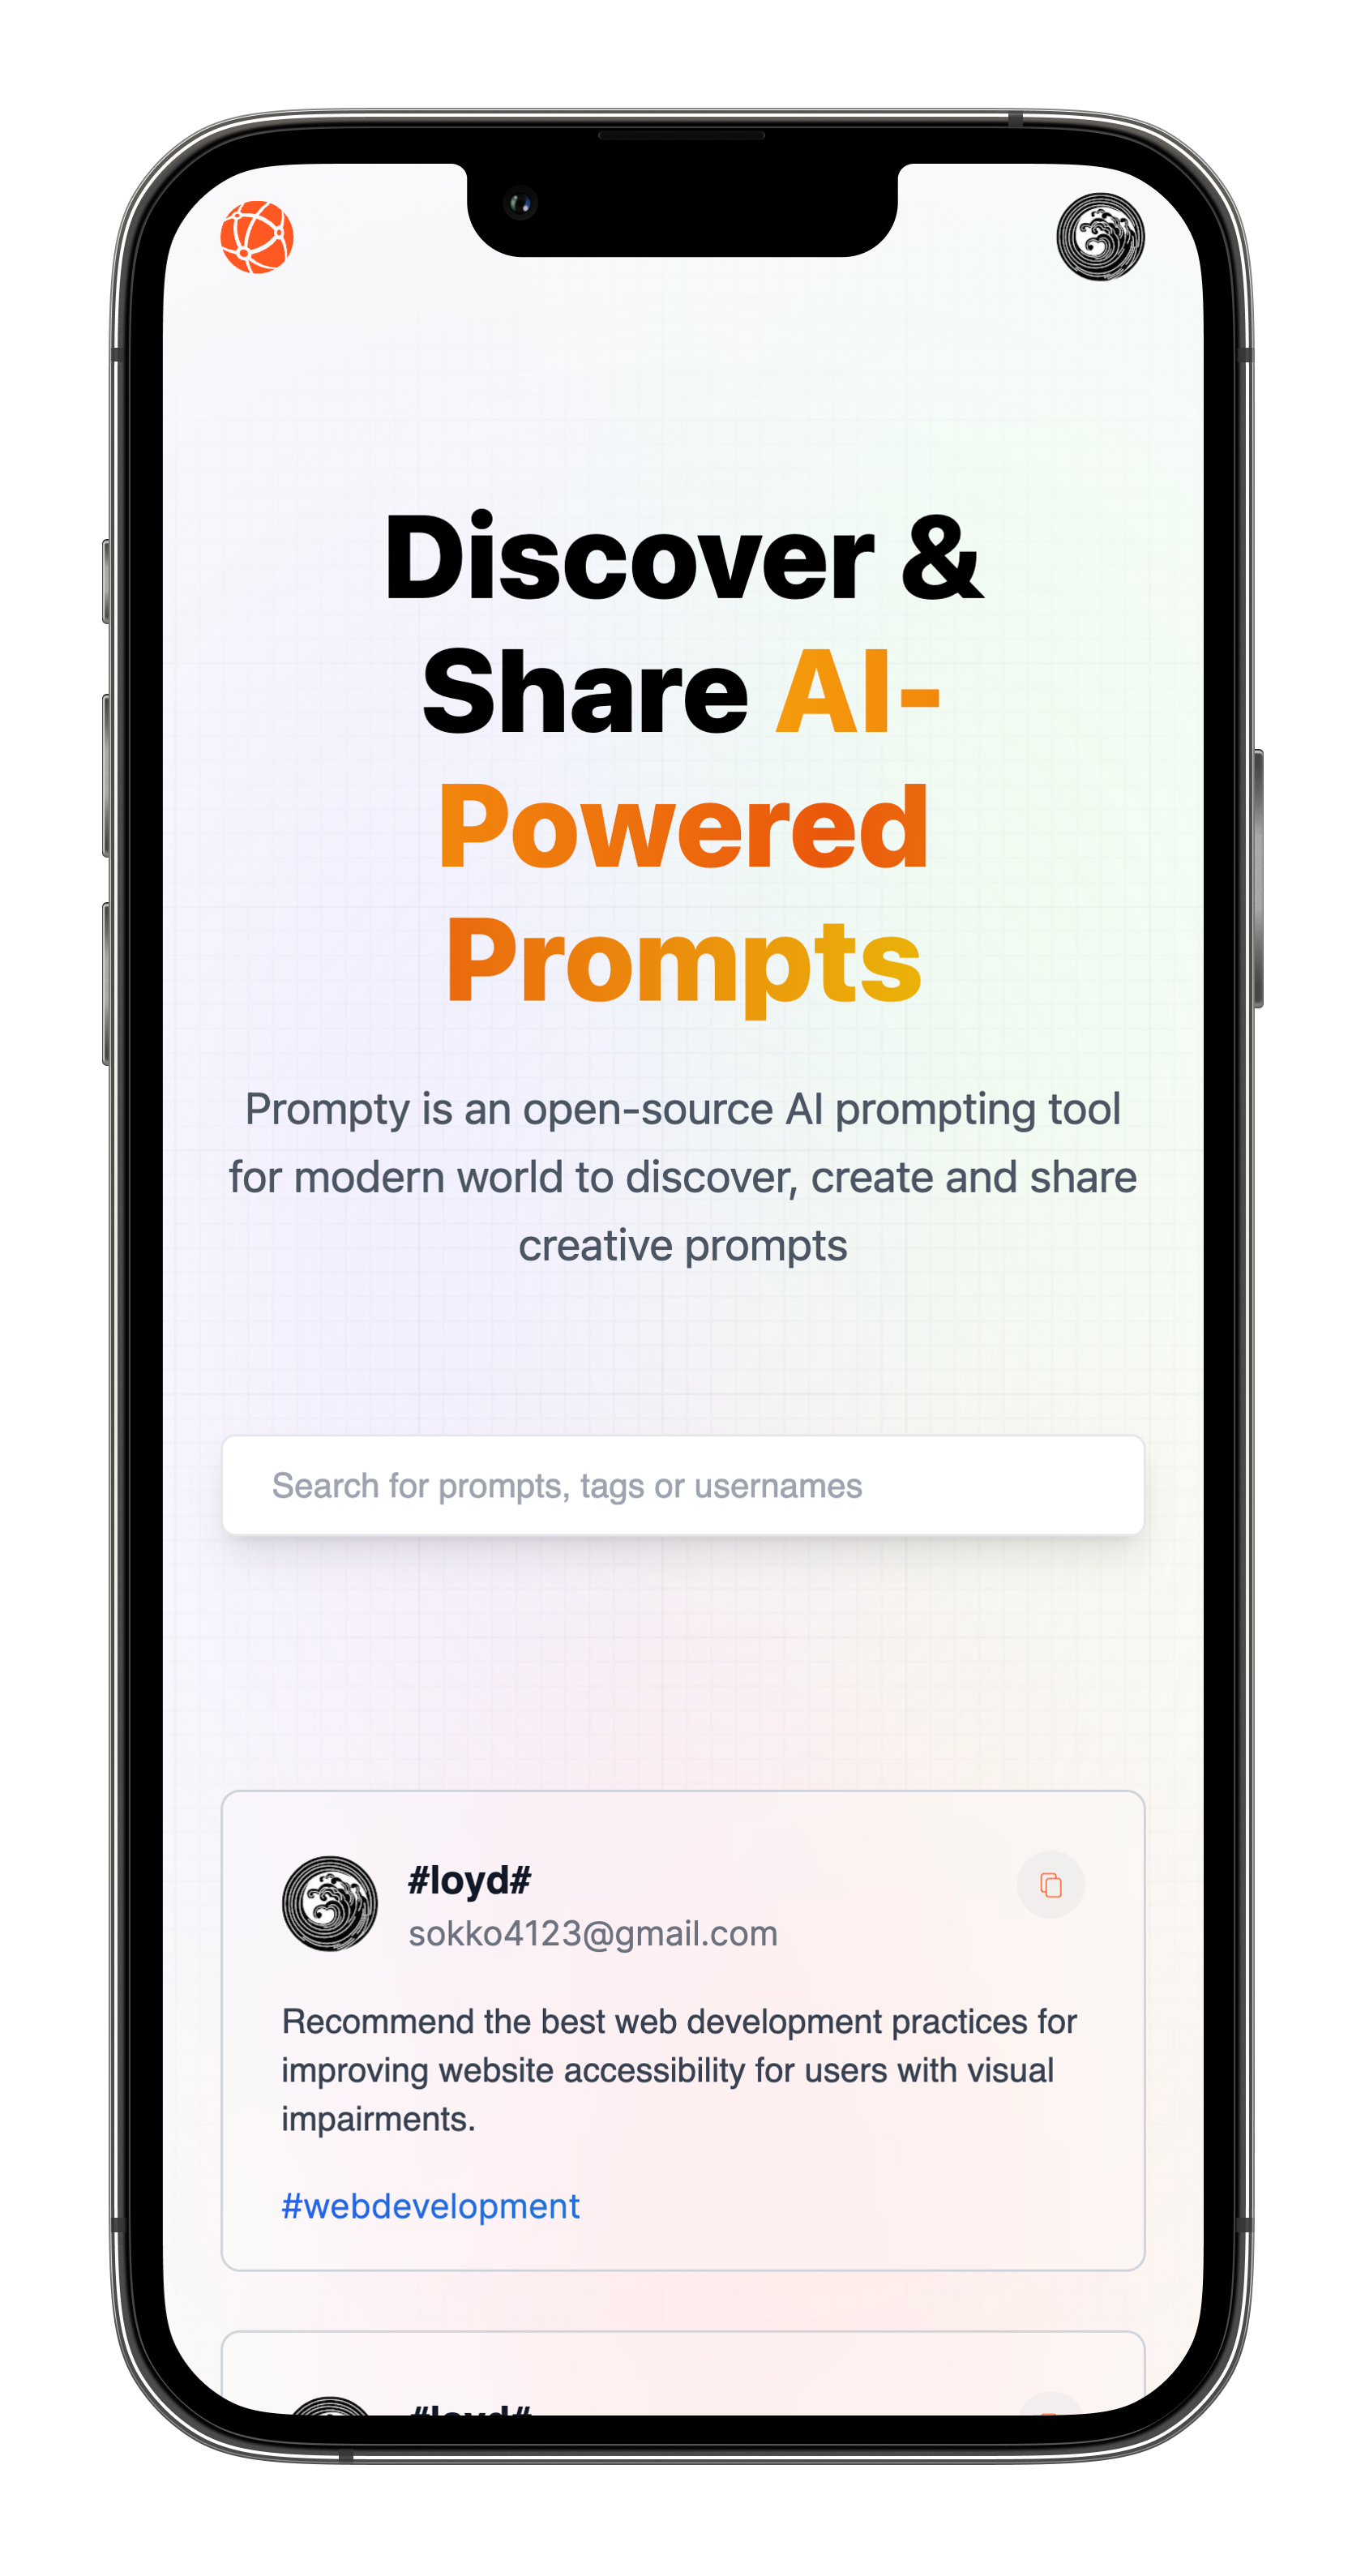 Discover &
Share AI-
Powered
Prompts
Prompty is an open-source AI prompting tool
for modern world to discover, create and share
creative prompts
Search for prompts, tags or usernames
#loyd#
sokko4123@gmail.com
Recommend the best web development practices for
improving website accessibility for users with visual
impairments.
#webdevelopment
#loyd#